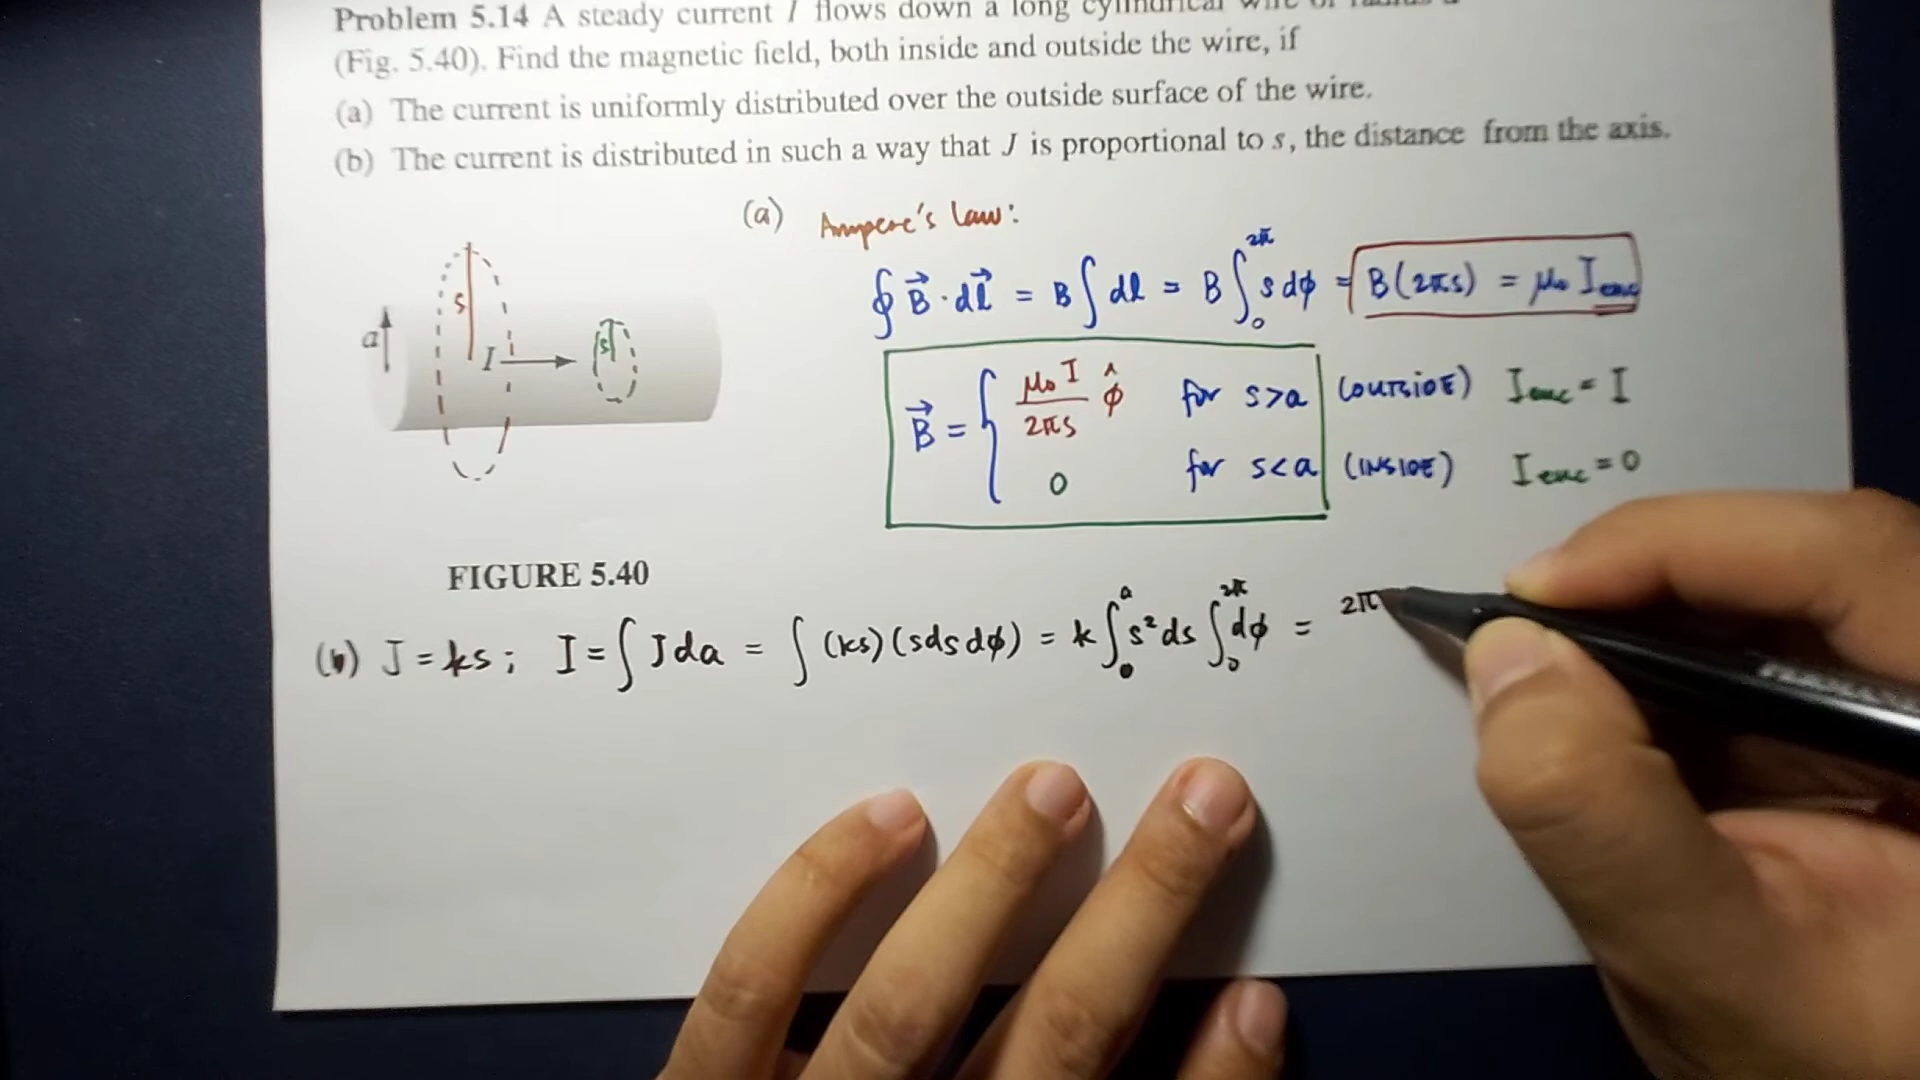 Problem 5.14 A steady current I flows down a long cylindrical wire of radius a
(Fig. 5.40). Find the magnetic field, both inside and outside the wire, if
(a) The current is uniformly distributed over the outside surface of the wire.
(b) The current is distributed in such a way that J is proportional to s, the distance from the axis.
(a) Ampere's Law:
∮ B⃗ · dl⃗ = B ∫ dl = B ∫₀^2π s dϕ = B(2πs) = μ₀ I_enc
B⃗ = { μ₀ I / 2πs ϕ̂ for s>a (OUTSIDE) I_enc = I
0 for s<a (INSIDE) I_enc = 0
a s I s
FIGURE 5.40
(b) J = ks; I = ∫ J da = ∫ (ks)(s ds dϕ) = k ∫₀^a s² ds ∫₀^2π dϕ = 2π